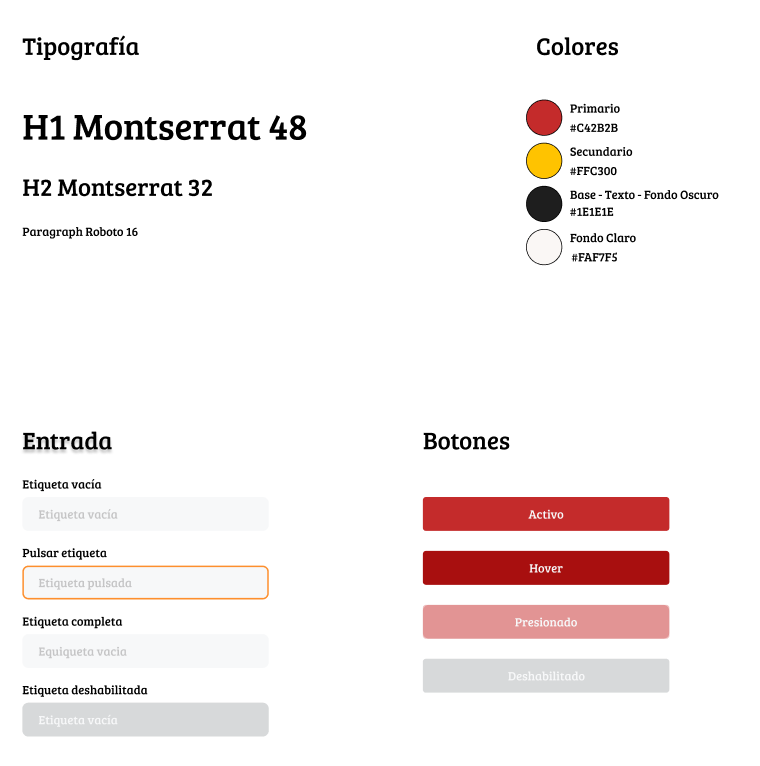 Tipografía
H1 Montserrat 48
H2 Montserrat 32
Paragraph Roboto 16
Colores
Primario
#C42B2B
Secundario
#FFC300
Base - Texto - Fondo Oscuro
#1E1E1E
Fondo Claro
#FAF7F5
Entrada
Etiqueta vacía
Etiqueta vacía
Pulsar etiqueta
Etiqueta pulsada
Etiqueta completa
Equiqueta vacia
Etiqueta deshabilitada
Etiqueta vacía
Botones
Activo
Hover
Presionado
Deshabilitado